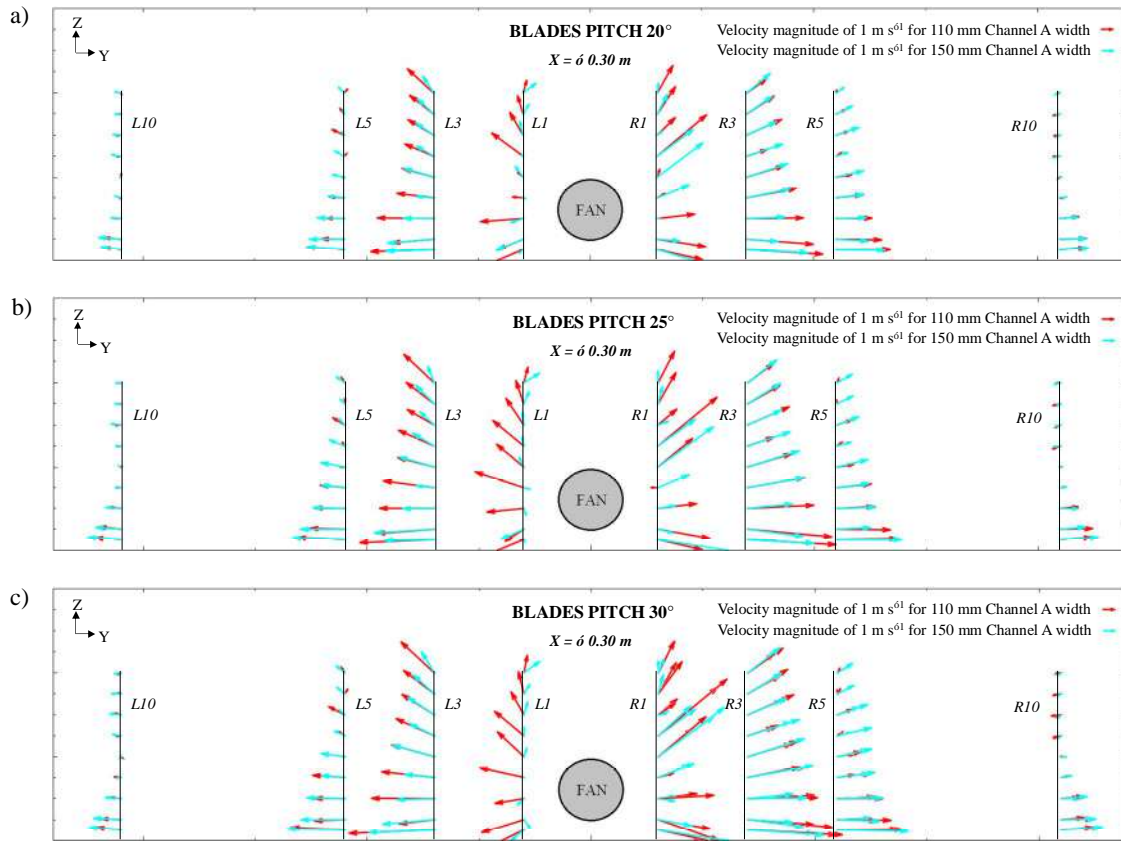 a)
Z
Y
BLADES PITCH 20°
X = ó 0.30 m
Velocity magnitude of 1 m s⁶¹ for 110 mm Channel A width
Velocity magnitude of 1 m s⁶¹ for 150 mm Channel A width
L10 L5 L3 L1 R1 R3 R5 R10
FAN
b)
Z
Y
BLADES PITCH 25°
X = ó 0.30 m
Velocity magnitude of 1 m s⁶¹ for 110 mm Channel A width
Velocity magnitude of 1 m s⁶¹ for 150 mm Channel A width
L10 L5 L3 L1 R1 R3 R5 R10
FAN
c)
Z
Y
BLADES PITCH 30°
X = ó 0.30 m
Velocity magnitude of 1 m s⁶¹ for 110 mm Channel A width
Velocity magnitude of 1 m s⁶¹ for 150 mm Channel A width
L10 L5 L3 L1 R1 R3 R5 R10
FAN